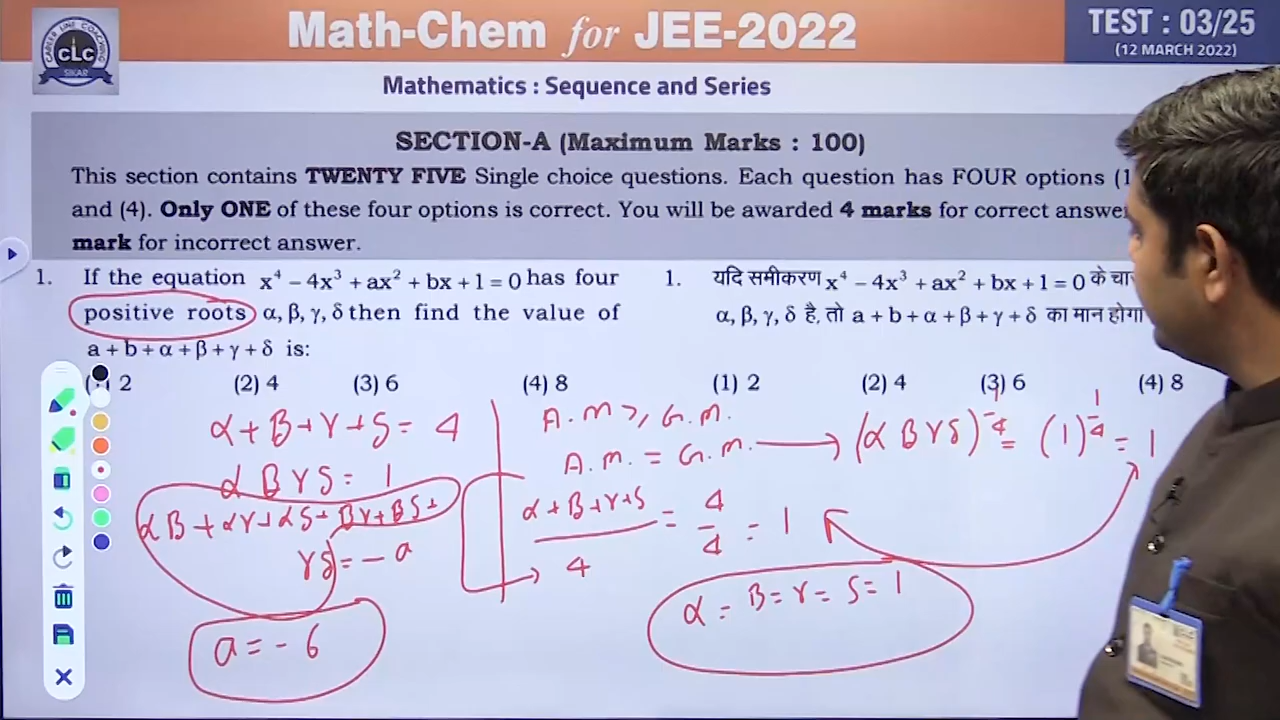 CAREER LINE COACHING
CLC
SIKAR
Math-Chem for JEE-2022
TEST : 03/25
(12 MARCH 2022)
Mathematics : Sequence and Series
SECTION-A (Maximum Marks : 100)
This section contains TWENTY FIVE Single choice questions. Each question has FOUR options (1
and (4). Only ONE of these four options is correct. You will be awarded 4 marks for correct answe
mark for incorrect answer.
1. If the equation x⁴ – 4x³ + ax² + bx + 1 = 0 has four
positive roots α, β, γ, δ then find the value of
a + b + α + β + γ + δ is:
(1) 2 (2) 4 (3) 6 (4) 8
1. यदि समीकरण x⁴ – 4x³ + ax² + bx + 1 = 0 के चा
α, β, γ, δ है, तो a + b + α + β + γ + δ का मान होगा
(1) 2 (2) 4 (3) 6 (4) 8
α+β+γ+δ = 4
αβγδ = 1
αβ + αγ + αδ + βγ + βδ +
γδ = - a
a = - 6
A.M ≥ G.M.
A.M. = G.M. → (αβγδ)^1/4 = (1)^1/4 = 1
α+β+γ+δ / 4 = 4/4 = 1
α = β = γ = δ = 1